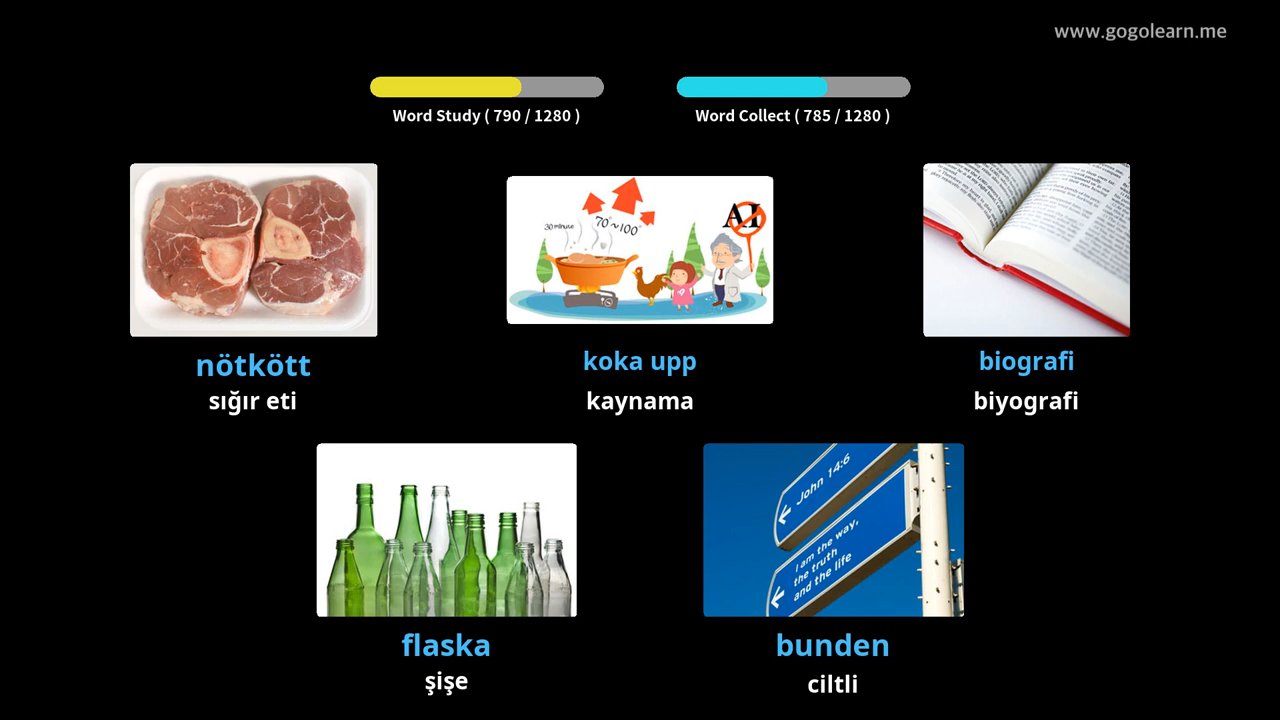 www.gogolearn.me
Word Study ( 790 / 1280 )
Word Collect ( 785 / 1280 )
30 minuse
70°~100°
AI
nötkött
sığır eti
koka upp
kaynama
biografi
biyografi
John 14:6
I am the way,
the truth
and the life
flaska
şişe
bunden
ciltli